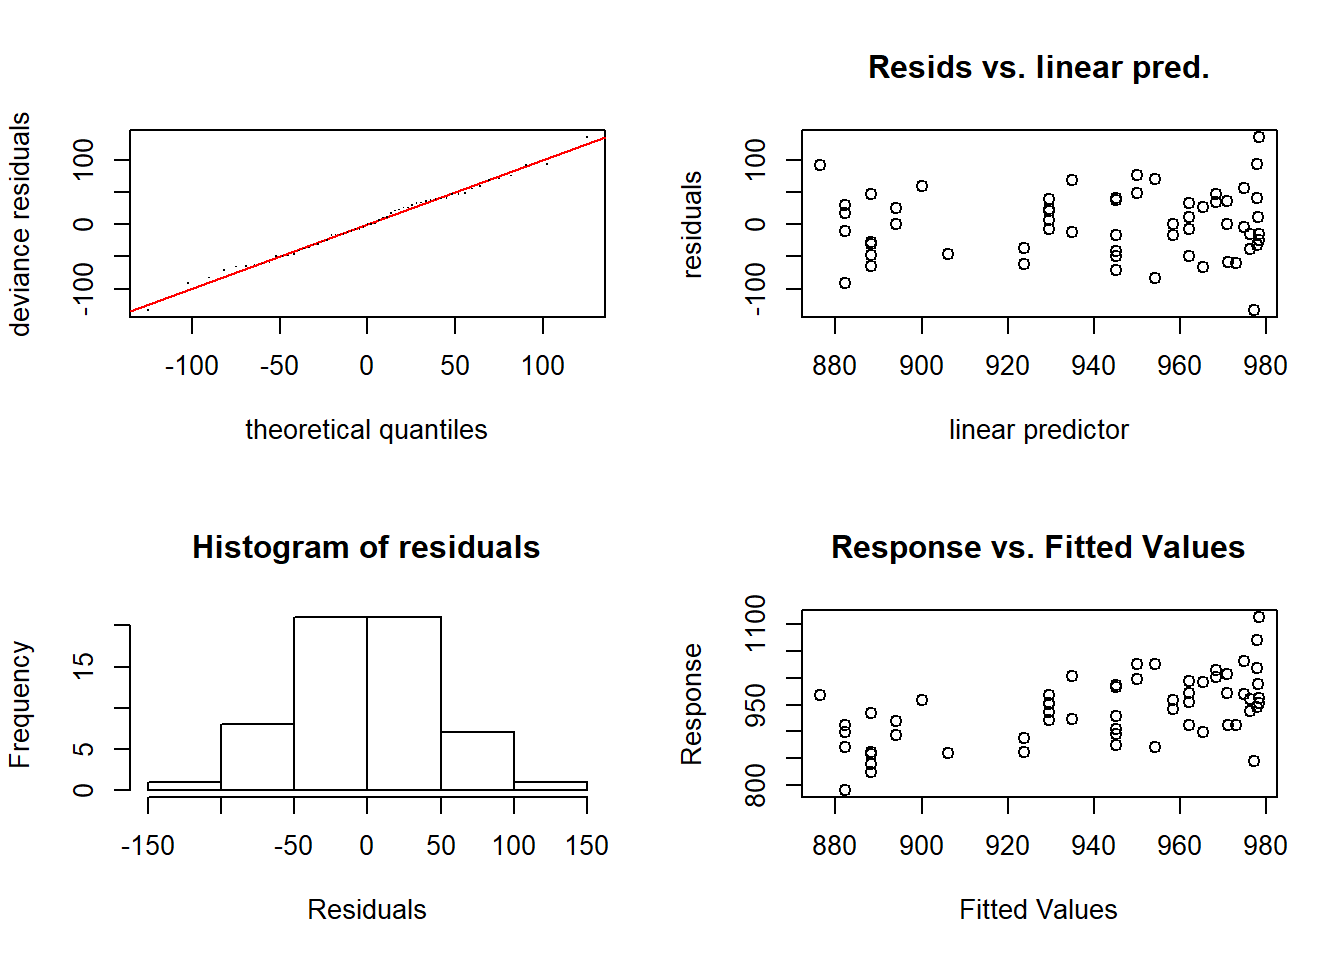 deviance residuals
-100 0 100
-100 -50 0 50 100
theoretical quantiles
Resids vs. linear pred.
residuals
-100 0 100
880 900 920 940 960 980
linear predictor
Histogram of residuals
Frequency
0 5 15
-150 -50 0 50 100 150
Residuals
Response vs. Fitted Values
Response
800 950 1100
880 900 920 940 960 980
Fitted Values